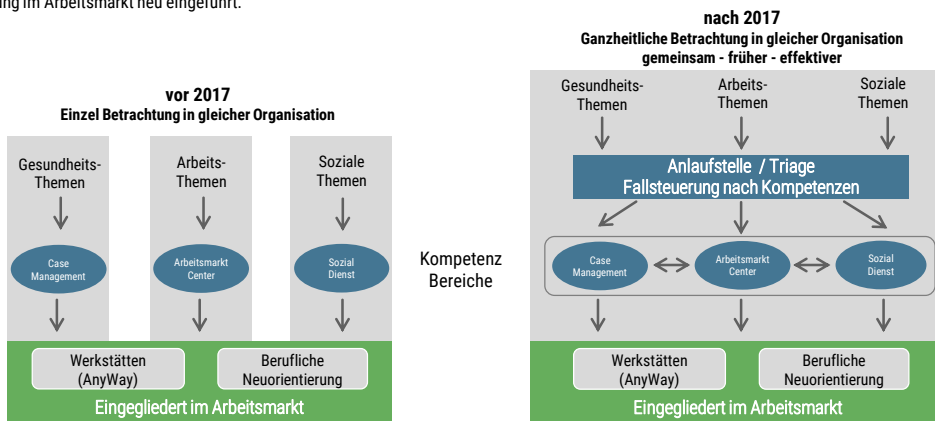 ng im Arbeitsmarkt neu eingeführt.
vor 2017
Einzel Betrachtung in gleicher Organisation
Gesundheits-
Themen
Arbeits-
Themen
Soziale
Themen
Case
Management
Arbeitsmarkt
Center
Sozial
Dienst
Werkstätten
(AnyWay)
Berufliche
Neuorientierung
Eingegliedert im Arbeitsmarkt
Kompetenz
Bereiche
nach 2017
Ganzheitliche Betrachtung in gleicher Organisation
gemeinsam - früher - effektiver
Gesundheits-
Themen
Arbeits-
Themen
Soziale
Themen
Anlaufstelle / Triage
Fallsteuerung nach Kompetenzen
Case
Management
Arbeitsmarkt
Center
Sozial
Dienst
Werkstätten
(AnyWay)
Berufliche
Neuorientierung
Eingegliedert im Arbeitsmarkt